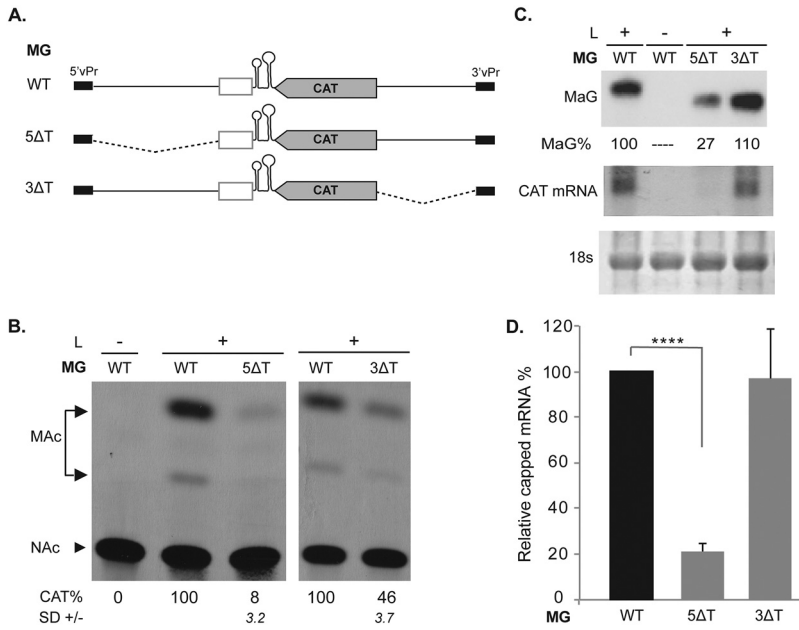 A.
MG
5'vPr 3'vPr
WT CAT
5ΔT CAT
3ΔT CAT
B.
L - + +
MG WT WT 5ΔT WT 3ΔT
MAc
NAc
CAT% 0 100 8 100 46
SD +/- 3.2 3.7
C.
L + - +
MG WT WT 5ΔT 3ΔT
MaG
MaG% 100 ---- 27 110
CAT mRNA
18s
D.
Relative capped mRNA %
120
100
80
60
40
20
0
****
MG WT 5ΔT 3ΔT